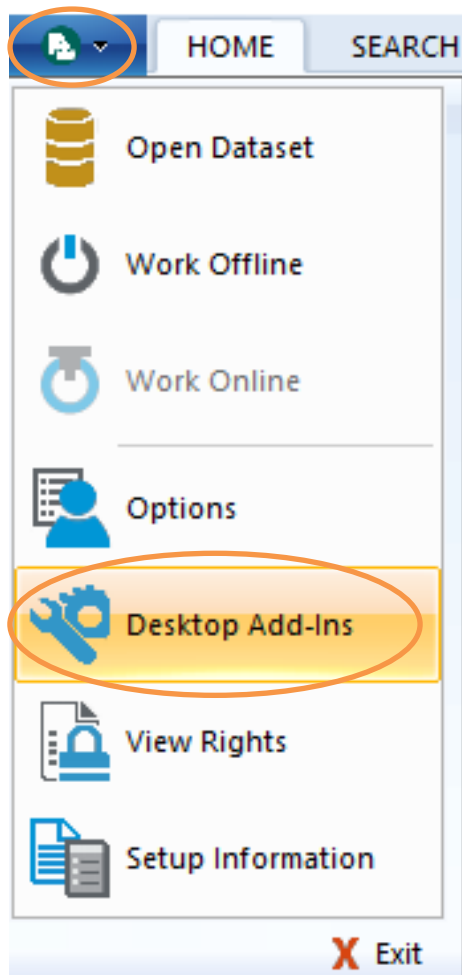 HOME SEARCH
Open Dataset
Work Offline
Work Online
Options
Desktop Add-Ins
View Rights
Setup Information
X Exit